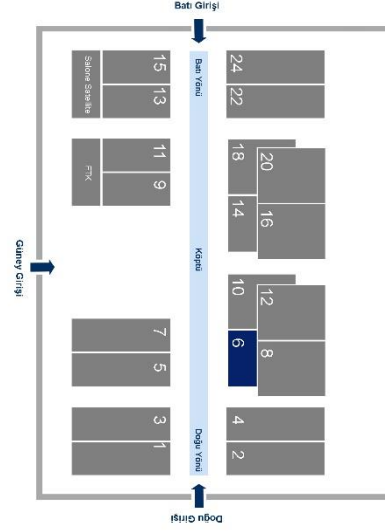 Batı Girişi
Batı Yönü
Salone Satellite
15
13
24
22
FTK
11
9
18
20
14
16
Güney Girişi
Köptü
10
12
6
8
7
5
3
1
4
2
Doğu Yönü
Doğu Girişi